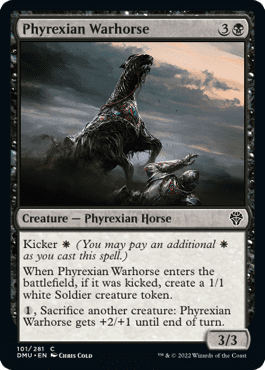 Phyrexian Warhorse 3
Creature — Phyrexian Horse
Kicker (You may pay an additional
as you cast this spell.)
When Phyrexian Warhorse enters the
battlefield, if it was kicked, create a 1/1
white Soldier creature token.
1, Sacrifice another creature: Phyrexian
Warhorse gets +2/+1 until end of turn.
3/3
101/281 C
DMU • EN Chris Cold
™ & © 2022 Wizards of the Coast